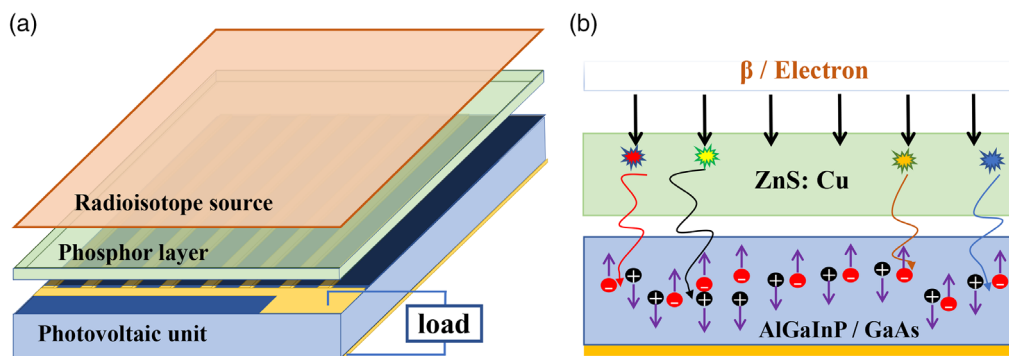 (a)
Radioisotope source
Phosphor layer
Photovoltaic unit
load
(b)
β / Electron
ZnS: Cu
AlGaInP / GaAs